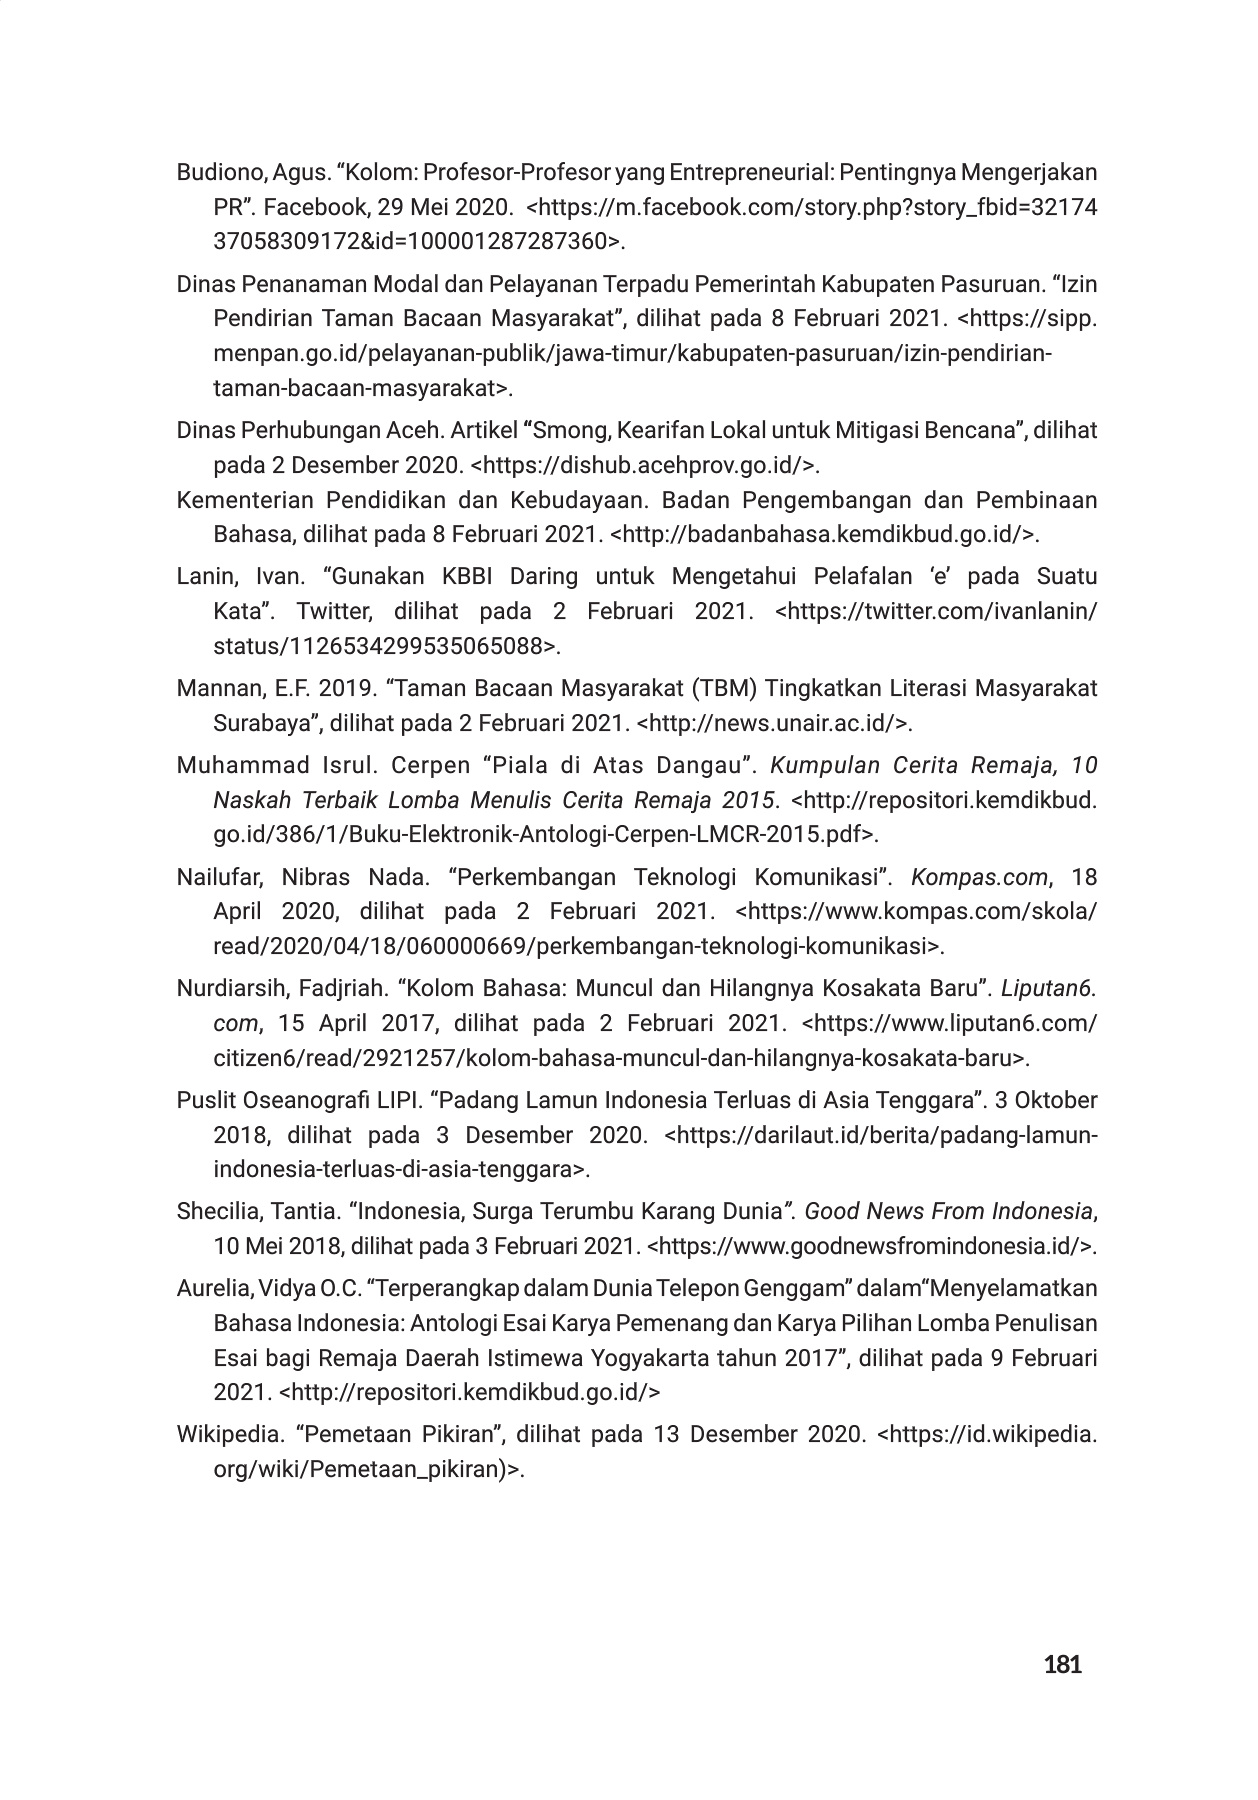 Budiono, Agus. “Kolom: Profesor-Profesor yang Entrepreneurial: Pentingnya Mengerjakan
PR”. Facebook, 29 Mei 2020. <https://m.facebook.com/story.php?story_fbid=32174
37058309172&id=100001287287360>.
Dinas Penanaman Modal dan Pelayanan Terpadu Pemerintah Kabupaten Pasuruan. “Izin
Pendirian Taman Bacaan Masyarakat”, dilihat pada 8 Februari 2021. <https://sipp.
menpan.go.id/pelayanan-publik/jawa-timur/kabupaten-pasuruan/izin-pendirian-
taman-bacaan-masyarakat>.
Dinas Perhubungan Aceh. Artikel “Smong, Kearifan Lokal untuk Mitigasi Bencana”, dilihat
pada 2 Desember 2020. <https://dishub.acehprov.go.id/>.
Kementerian Pendidikan dan Kebudayaan. Badan Pengembangan dan Pembinaan
Bahasa, dilihat pada 8 Februari 2021. <http://badanbahasa.kemdikbud.go.id/>.
Lanin, Ivan. “Gunakan KBBI Daring untuk Mengetahui Pelafalan ‘e’ pada Suatu
Kata”. Twitter, dilihat pada 2 Februari 2021. <https://twitter.com/ivanlanin/
status/1126534299535065088>.
Mannan, E.F. 2019. “Taman Bacaan Masyarakat (TBM) Tingkatkan Literasi Masyarakat
Surabaya”, dilihat pada 2 Februari 2021. <http://news.unair.ac.id/>.
Muhammad Isrul. Cerpen “Piala di Atas Dangau”. Kumpulan Cerita Remaja, 10
Naskah Terbaik Lomba Menulis Cerita Remaja 2015. <http://repositori.kemdikbud.
go.id/386/1/Buku-Elektronik-Antologi-Cerpen-LMCR-2015.pdf>.
Nailufar, Nibras Nada. “Perkembangan Teknologi Komunikasi”. Kompas.com, 18
April 2020, dilihat pada 2 Februari 2021. <https://www.kompas.com/skola/
read/2020/04/18/060000669/perkembangan-teknologi-komunikasi>.
Nurdiarsih, Fadjriah. “Kolom Bahasa: Muncul dan Hilangnya Kosakata Baru”. Liputan6.
com, 15 April 2017, dilihat pada 2 Februari 2021. <https://www.liputan6.com/
citizen6/read/2921257/kolom-bahasa-muncul-dan-hilangnya-kosakata-baru>.
Puslit Oseanografi LIPI. “Padang Lamun Indonesia Terluas di Asia Tenggara”. 3 Oktober
2018, dilihat pada 3 Desember 2020. <https://darilaut.id/berita/padang-lamun-
indonesia-terluas-di-asia-tenggara>.
Shecilia, Tantia. “Indonesia, Surga Terumbu Karang Dunia”. Good News From Indonesia,
10 Mei 2018, dilihat pada 3 Februari 2021. <https://www.goodnewsfromindonesia.id/>.
Aurelia, Vidya O.C. “Terperangkap dalam Dunia Telepon Genggam” dalam“Menyelamatkan
Bahasa Indonesia: Antologi Esai Karya Pemenang dan Karya Pilihan Lomba Penulisan
Esai bagi Remaja Daerah Istimewa Yogyakarta tahun 2017”, dilihat pada 9 Februari
2021. <http://repositori.kemdikbud.go.id/>
Wikipedia. “Pemetaan Pikiran”, dilihat pada 13 Desember 2020. <https://id.wikipedia.
org/wiki/Pemetaan_pikiran)>.
181